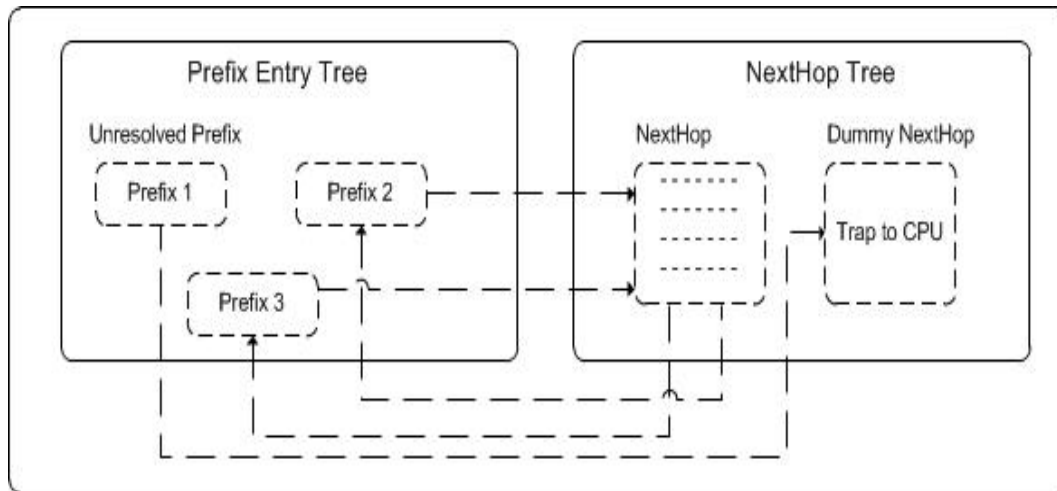 Prefix Entry Tree
NextHop Tree
Unresolved Prefix
NextHop
Dummy NextHop
Prefix 1
Prefix 2
Trap to CPU
Prefix 3